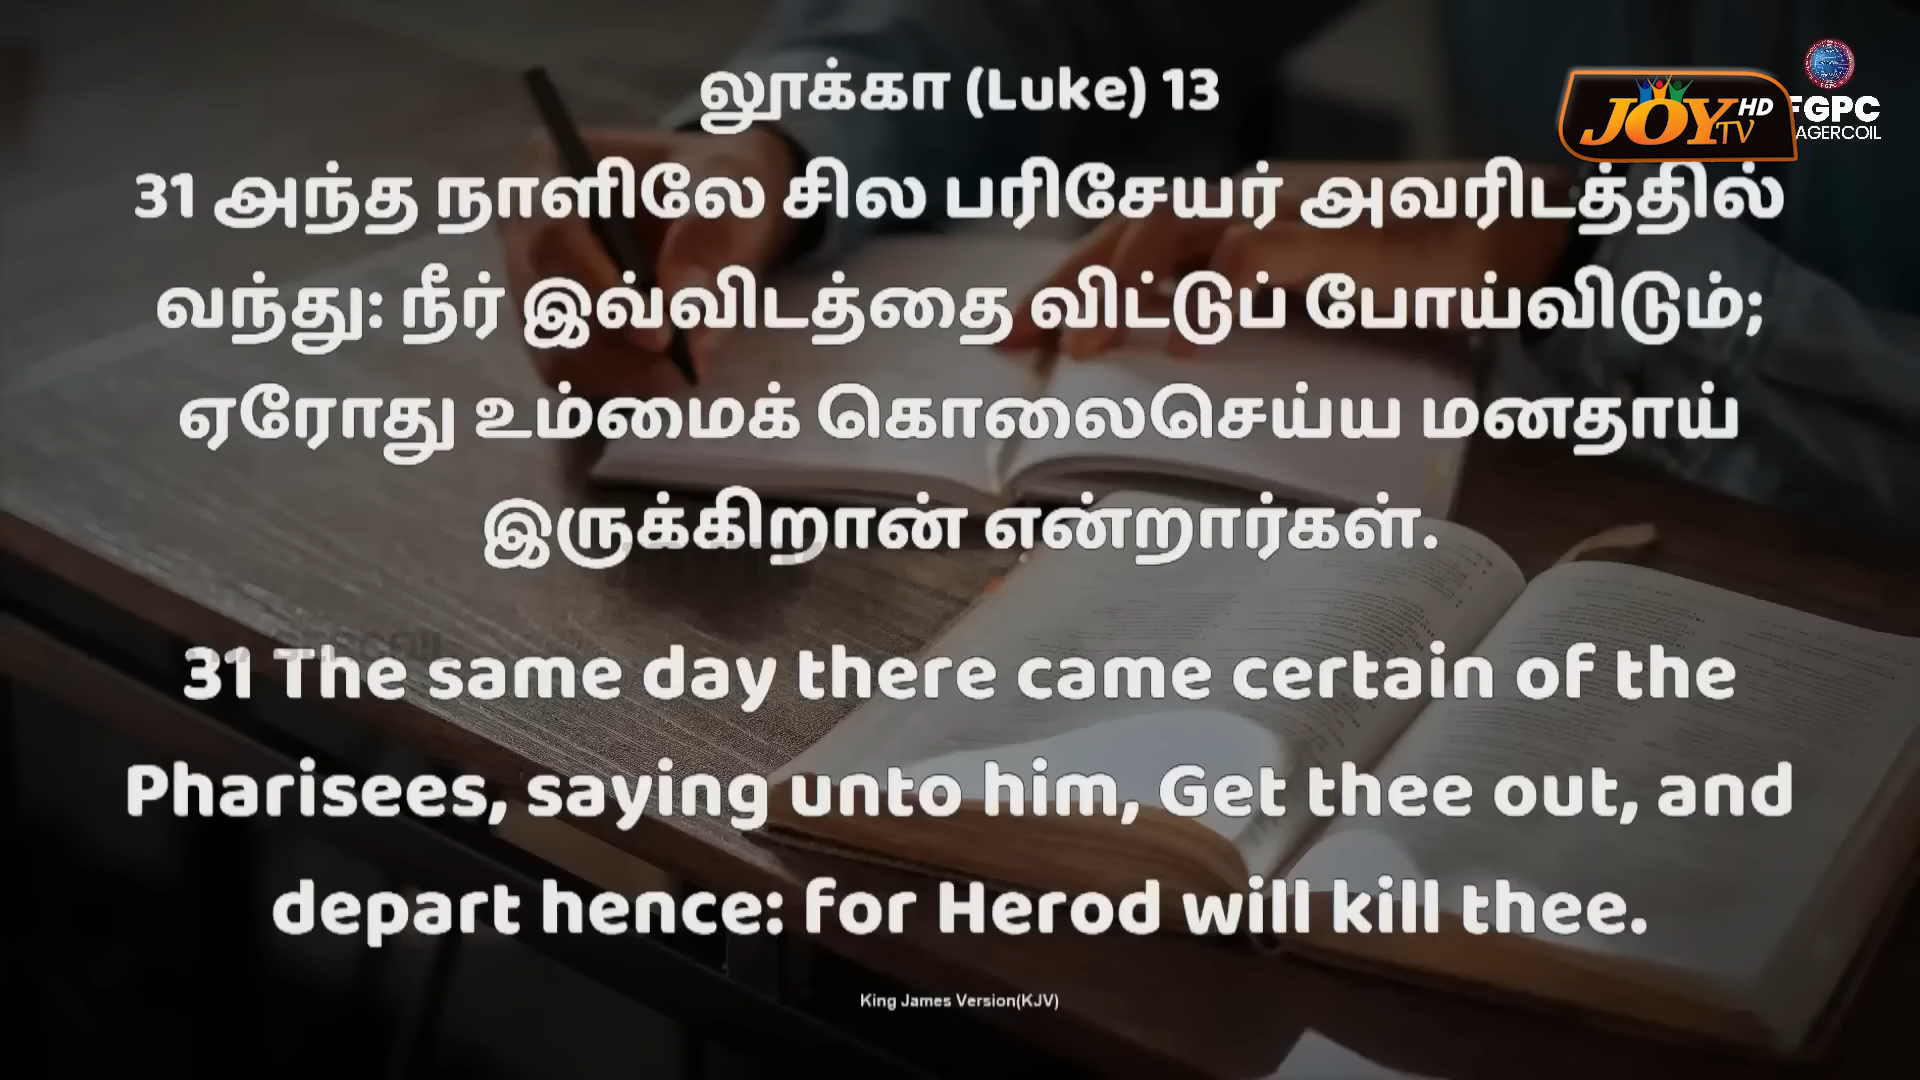 லூக்கா (Luke) 13
JOY TV HD
FGPC
AGERCOIL
31 அந்த நாளிலே சில பரிசேயர் அவரிடத்தில்
வந்து: நீர் இவ்விடத்தை விட்டுப் போய்விடும்;
ஏரோது உம்மைக் கொலைசெய்ய மனதாய்
இருக்கிறான் என்றார்கள்.
31 The same day there came certain of the
Pharisees, saying unto him, Get thee out, and
depart hence: for Herod will kill thee.
King James Version(KJV)